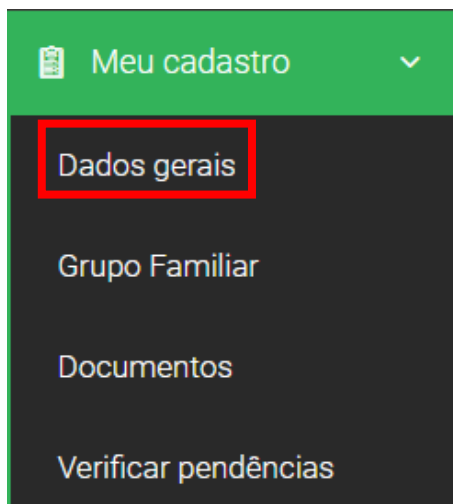 Meu cadastro
Dados gerais
Grupo Familiar
Documentos
Verificar pendências